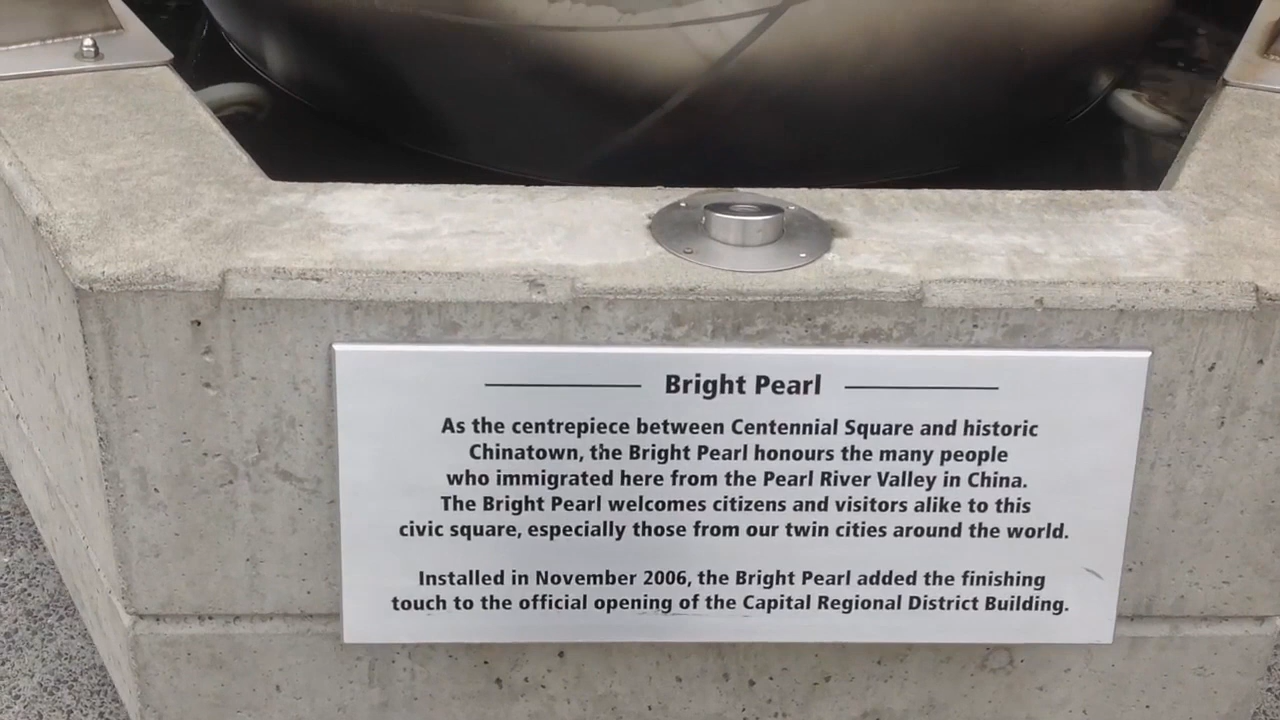 Bright Pearl
As the centrepiece between Centennial Square and historic
Chinatown, the Bright Pearl honours the many people
who immigrated here from the Pearl River Valley in China.
The Bright Pearl welcomes citizens and visitors alike to this
civic square, especially those from our twin cities around the world.
Installed in November 2006, the Bright Pearl added the finishing
touch to the official opening of the Capital Regional District Building.